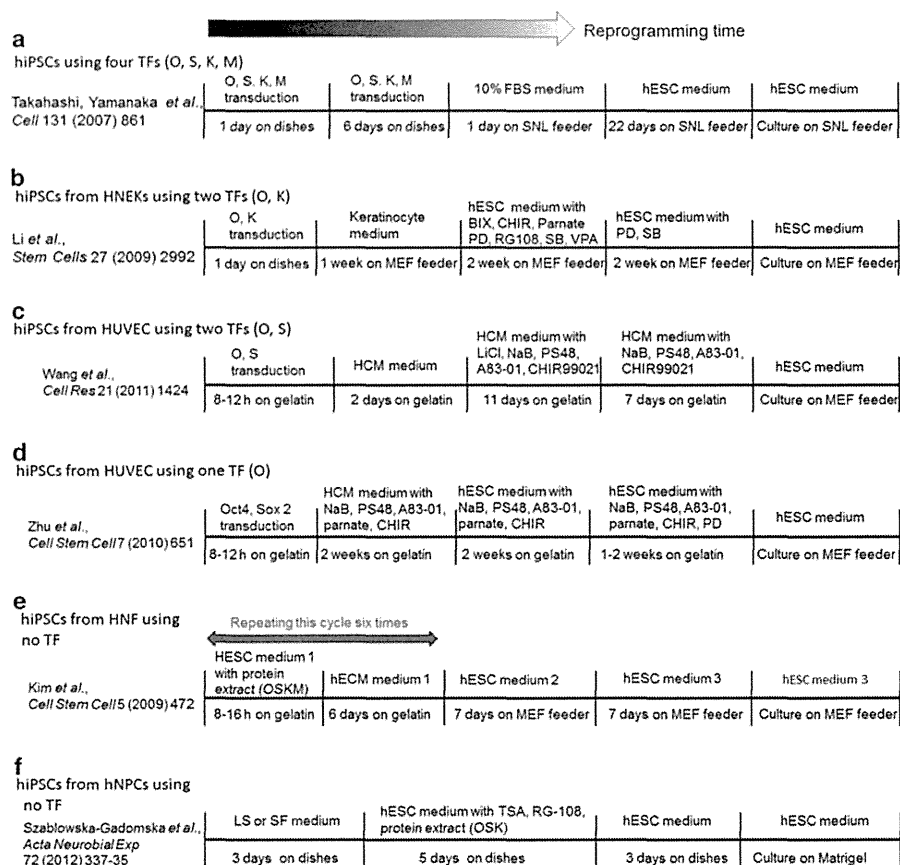 Reprogramming time
a
hiPSCs using four TFs (O, S, K, M)
Takahashi, Yamanaka et al.,
Cell 131 (2007) 861
O, S. K, M
transduction
O, S, K, M
transduction
10% FBS medium
hESC medium
hESC medium
1 day on dishes
6 days on dishes
1 day on SNL feeder
22 days on SNL feeder
Culture on SNL feeder
b
hiPSCs from HNEKs using two TFs (O, K)
Li et al.,
Stem Cells 27 (2009) 2992
O, K
transduction
Keratinocyte
medium
hESC medium with
BIX, CHIR, Parnate
PD, RG108, SB, VPA
hESC medium with
PD, SB
hESC medium
1 day on dishes
1 week on MEF feeder
2 week on MEF feeder
2 week on MEF feeder
Culture on MEF feeder
c
hiPSCs from HUVEC using two TFs (O, S)
Wang et al.,
Cell Res 21 (2011) 1424
O, S
transduction
HCM medium
HCM medium with
LiCl, NaB, PS48,
A83-01, CHIR99021
HCM medium with
NaB, PS48, A83-01,
CHIR99021
hESC medium
8-12 h on gelatin
2 days on gelatin
11 days on gelatin
7 days on gelatin
Culture on MEF feeder
d
hiPSCs from HUVEC using one TF (O)
Zhu et al.,
Cell Stem Cell 7 (2010) 651
Oct4, Sox 2
transduction
HCM medium with
NaB, PS48, A83-01,
parnate, CHIR
hESC medium with
NaB, PS48, A83-01,
parnate, CHIR
hESC medium with
NaB, PS48, A83-01,
parnate, CHIR, PD
hESC medium
8-12h on gelatin
2 weeks on gelatin
2 weeks on gelatin
1-2 weeks on gelatin
Culture on MEF feeder
e
hiPSCs from HNF using
no TF
Repeating this cycle six times
Kim et al.,
Cell Stem Cell 5 (2009) 472
HESC medium 1
with protein
extract (OSKM)
hECM medium 1
hESC medium 2
hESC medium 3
hESC medium 3
8-16 h on gelatin
6 days on gelatin
7 days on MEF feeder
7 days on MEF feeder
Culture on MEF feeder
f
hiPSCs from hNPCs using
no TF
Szablowska-Gadomska et al.,
Acta Neurobial Exp
72 (2012) 337-35
LS or SF medium
hESC medium with TSA, RG-108,
protein extract (OSK)
hESC medium
hESC medium
3 days on dishes
5 days on dishes
3 days on dishes
Culture on Matrigel